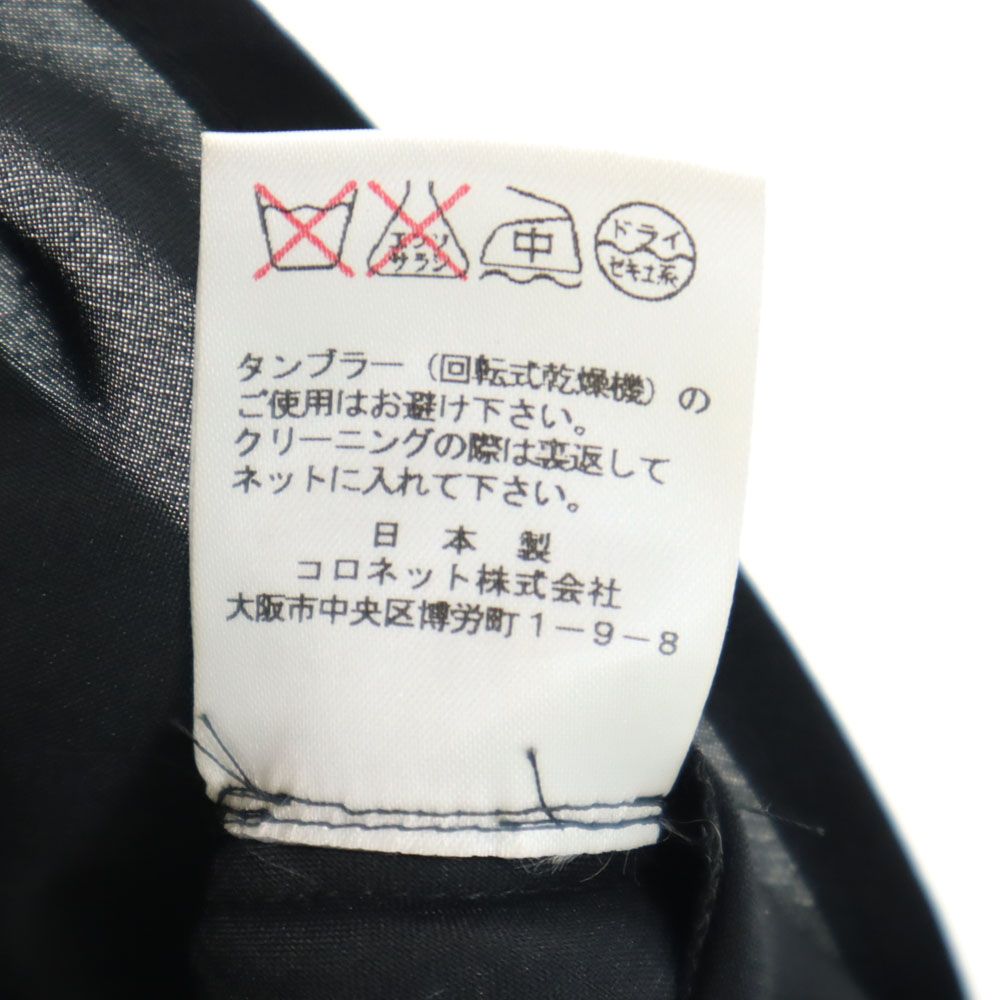 エンソ
サラシ
中
ドライ
セキユ系
タンブラー（回転式乾燥機）の
ご使用はお避け下さい。
クリーニングの際は裏返して
ネットに入れて下さい。
日本製
コロネット株式会社
大阪市中央区博労町1－9－8